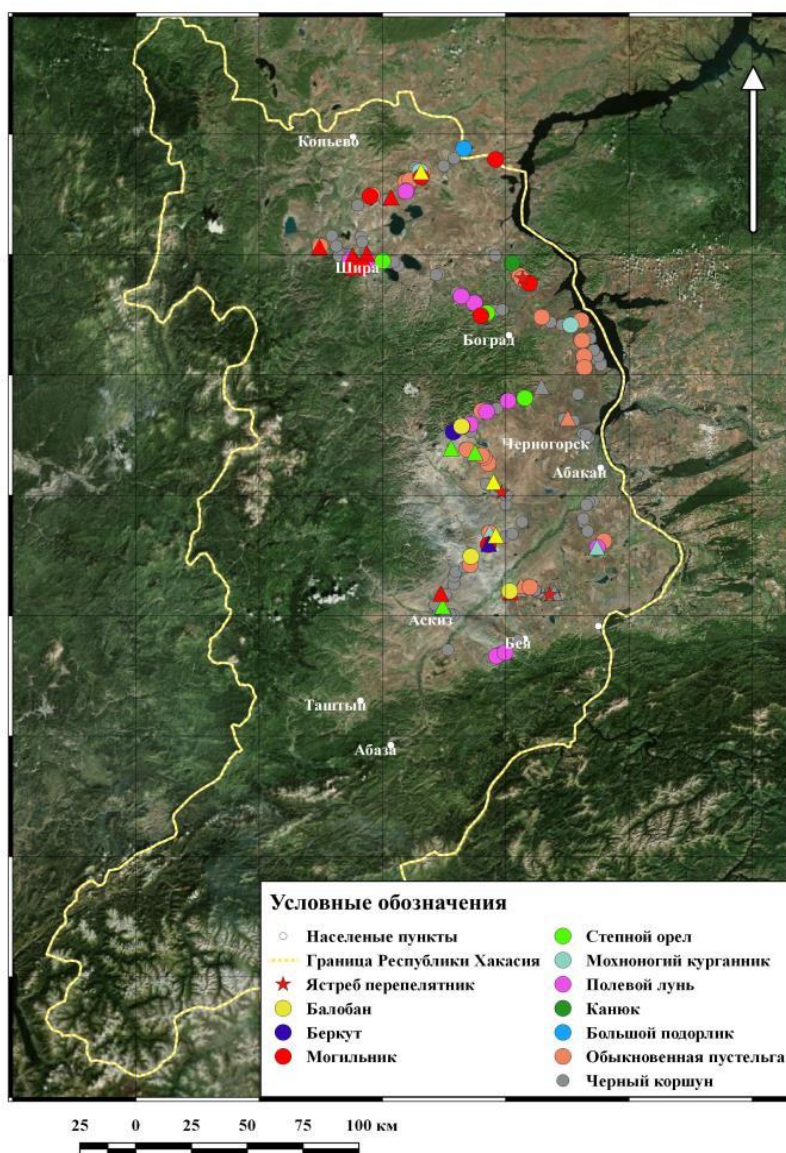 Копьево
Шира
Боград
Черногорск
Абакан
Аскиз
Бея
Таштып
Абаза
Условные обозначения
Населеные пункты
Граница Республики Хакасия
Ястреб перепелятник
Балобан
Беркут
Могильник
Степной орел
Мохноногий курганник
Полевой лунь
Канюк
Большой подорлик
Обыкновенная пустельга
Черный коршун
25 0 25 50 75 100 км